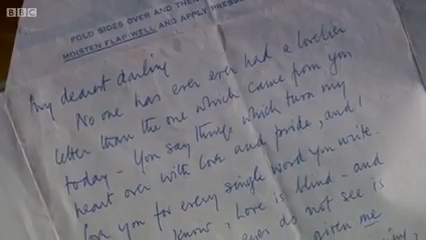 BBC
FOLD SIDES OVER AND THEN
MOISTEN FLAP WELL AND APPLY PRESS
My dearest darling
No one has ever ever had a lovelier
letter than the one which came from you
today - You say things which turn my
heart over with love and pride, and I
love you for every single word you write.
know, Love is blind - and
do not see is
given me